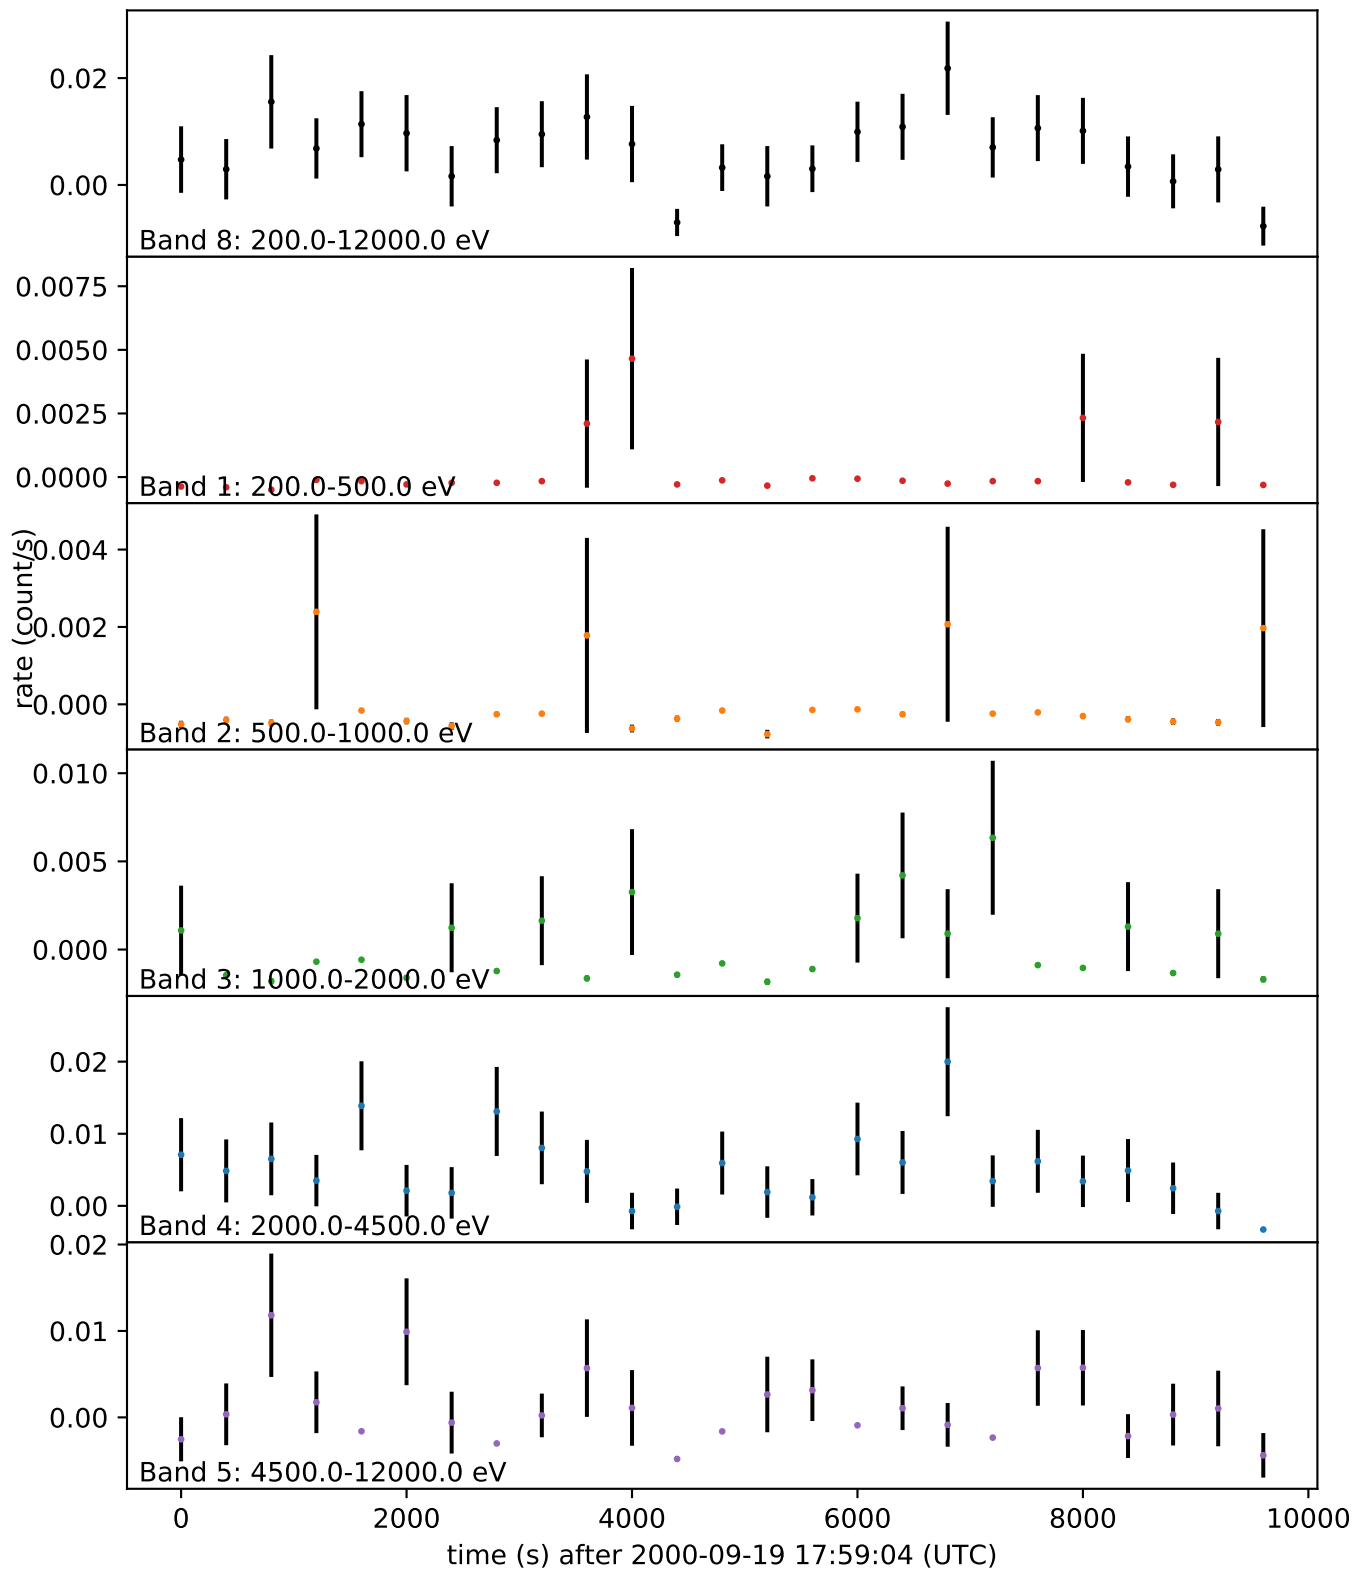 0.02
0.00
Band 8: 200.0-12000.0 eV
0.0075
0.0050
0.0025
0.0000
Band 1: 200.0-500.0 eV
rate (count/s)
0.004
0.002
0.000
Band 2: 500.0-1000.0 eV
0.010
0.005
0.000
Band 3: 1000.0-2000.0 eV
0.02
0.01
0.00
Band 4: 2000.0-4500.0 eV
0.02
0.01
0.00
Band 5: 4500.0-12000.0 eV
0 2000 4000 6000 8000 10000
time (s) after 2000-09-19 17:59:04 (UTC)